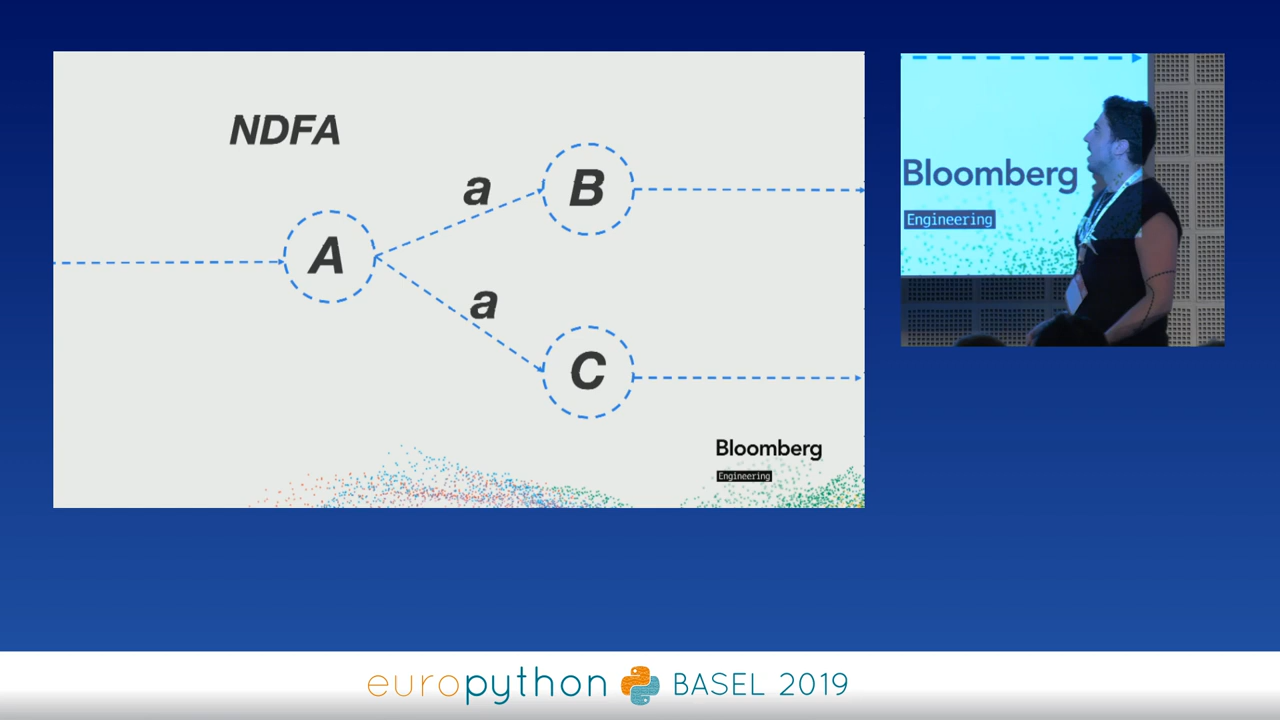 NDFA
a
B
A
a
C
Bloomberg
Engineering
Bloomberg
Engineering
europython BASEL 2019